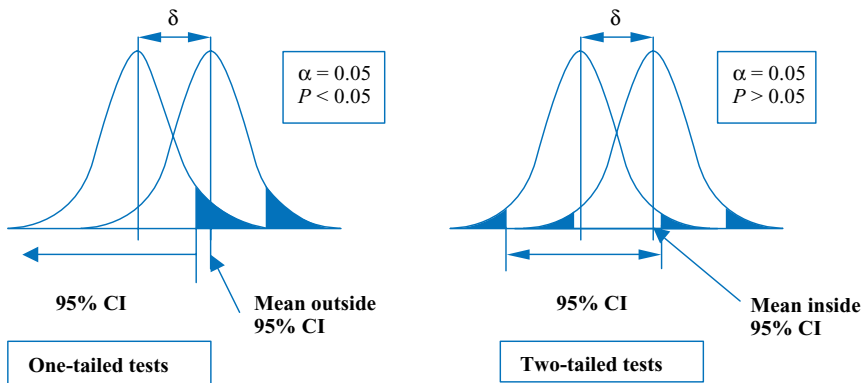 δ
α = 0.05
P < 0.05
95% CI
Mean outside
95% CI
One-tailed tests
δ
α = 0.05
P > 0.05
95% CI
Mean inside
95% CI
Two-tailed tests